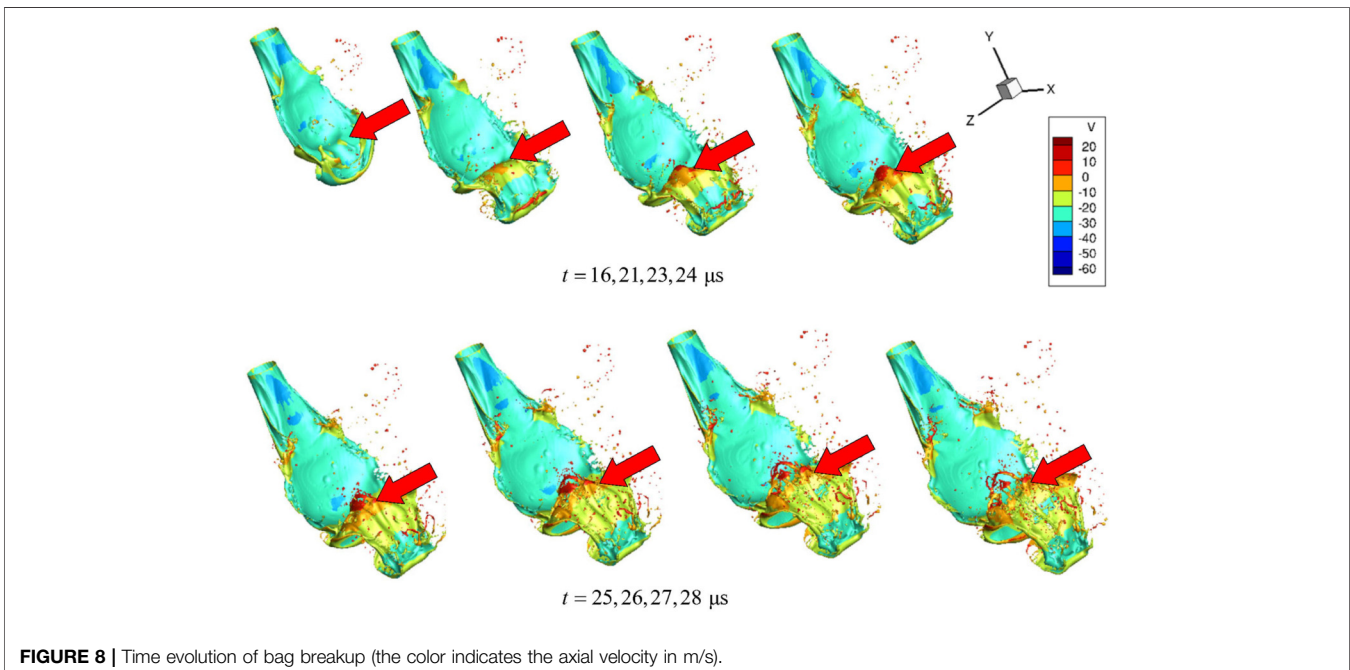 Y
X
Z
V
20
10
0
-10
-20
-30
-40
-50
-60
t = 16, 21, 23, 24 μs
t = 25, 26, 27, 28 μs
FIGURE 8 | Time evolution of bag breakup (the color indicates the axial velocity in m/s).